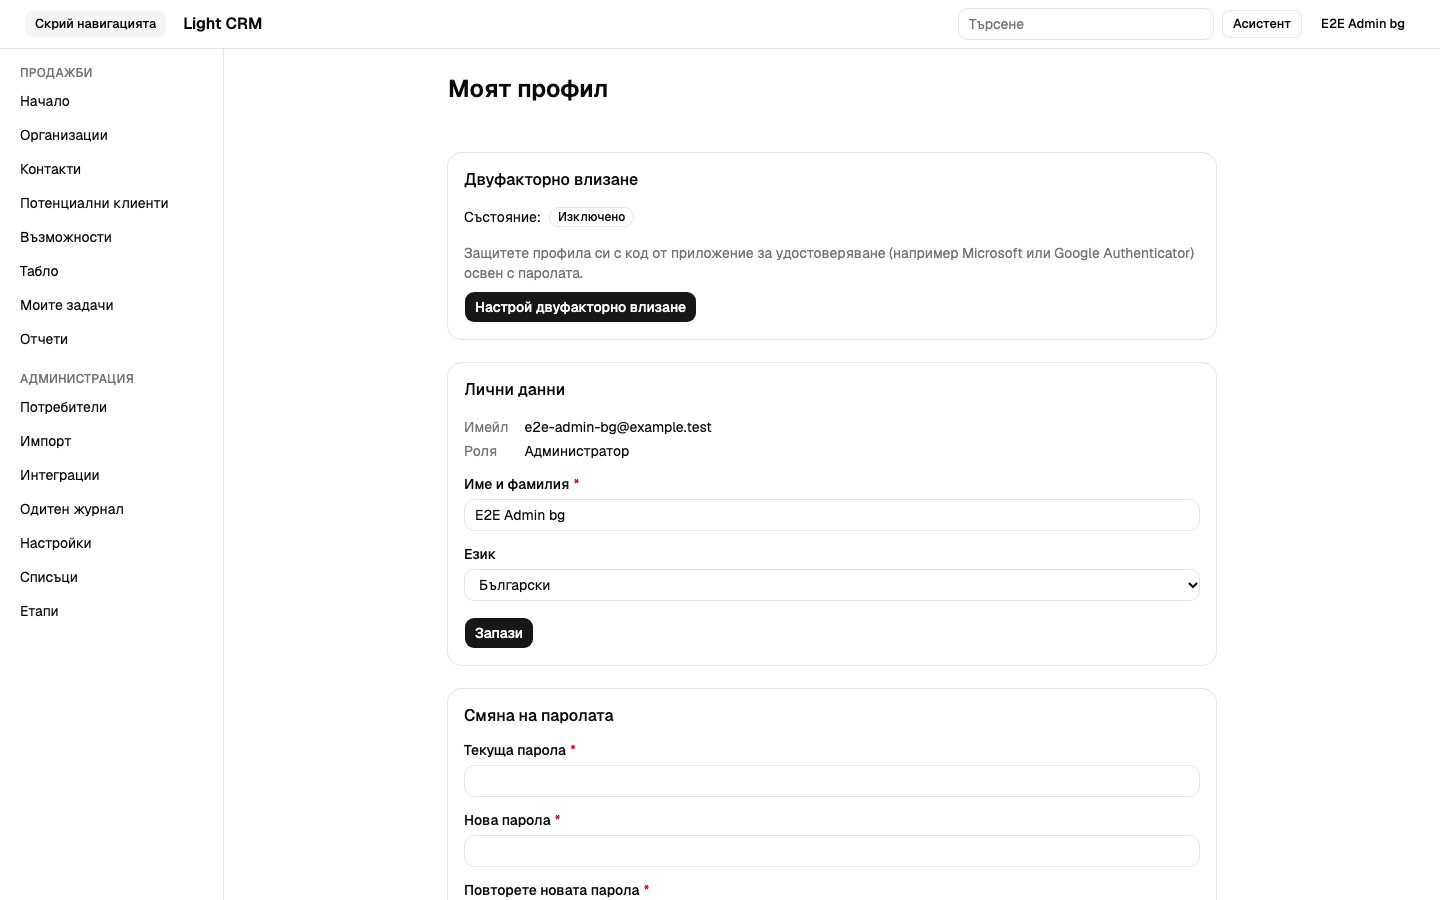 Скрий навигацията
Light CRM
Търсене
Асистент
E2E Admin bg
ПРОДАЖБИ
Начало
Организации
Контакти
Потенциални клиенти
Възможности
Табло
Моите задачи
Отчети
АДМИНИСТРАЦИЯ
Потребители
Импорт
Интеграции
Одитен журнал
Настройки
Списъци
Етапи
Моят профил
Двуфакторно влизане
Състояние: Изключено
Защитете профила си с код от приложение за удостоверяване (например Microsoft или Google Authenticator)
освен с паролата.
Настрой двуфакторно влизане
Лични данни
Имейл e2e-admin-bg@example.test
Роля Администратор
Име и фамилия *
E2E Admin bg
Език
Български
Запази
Смяна на паролата
Текуща парола *
Нова парола *
Повторете новата парола *